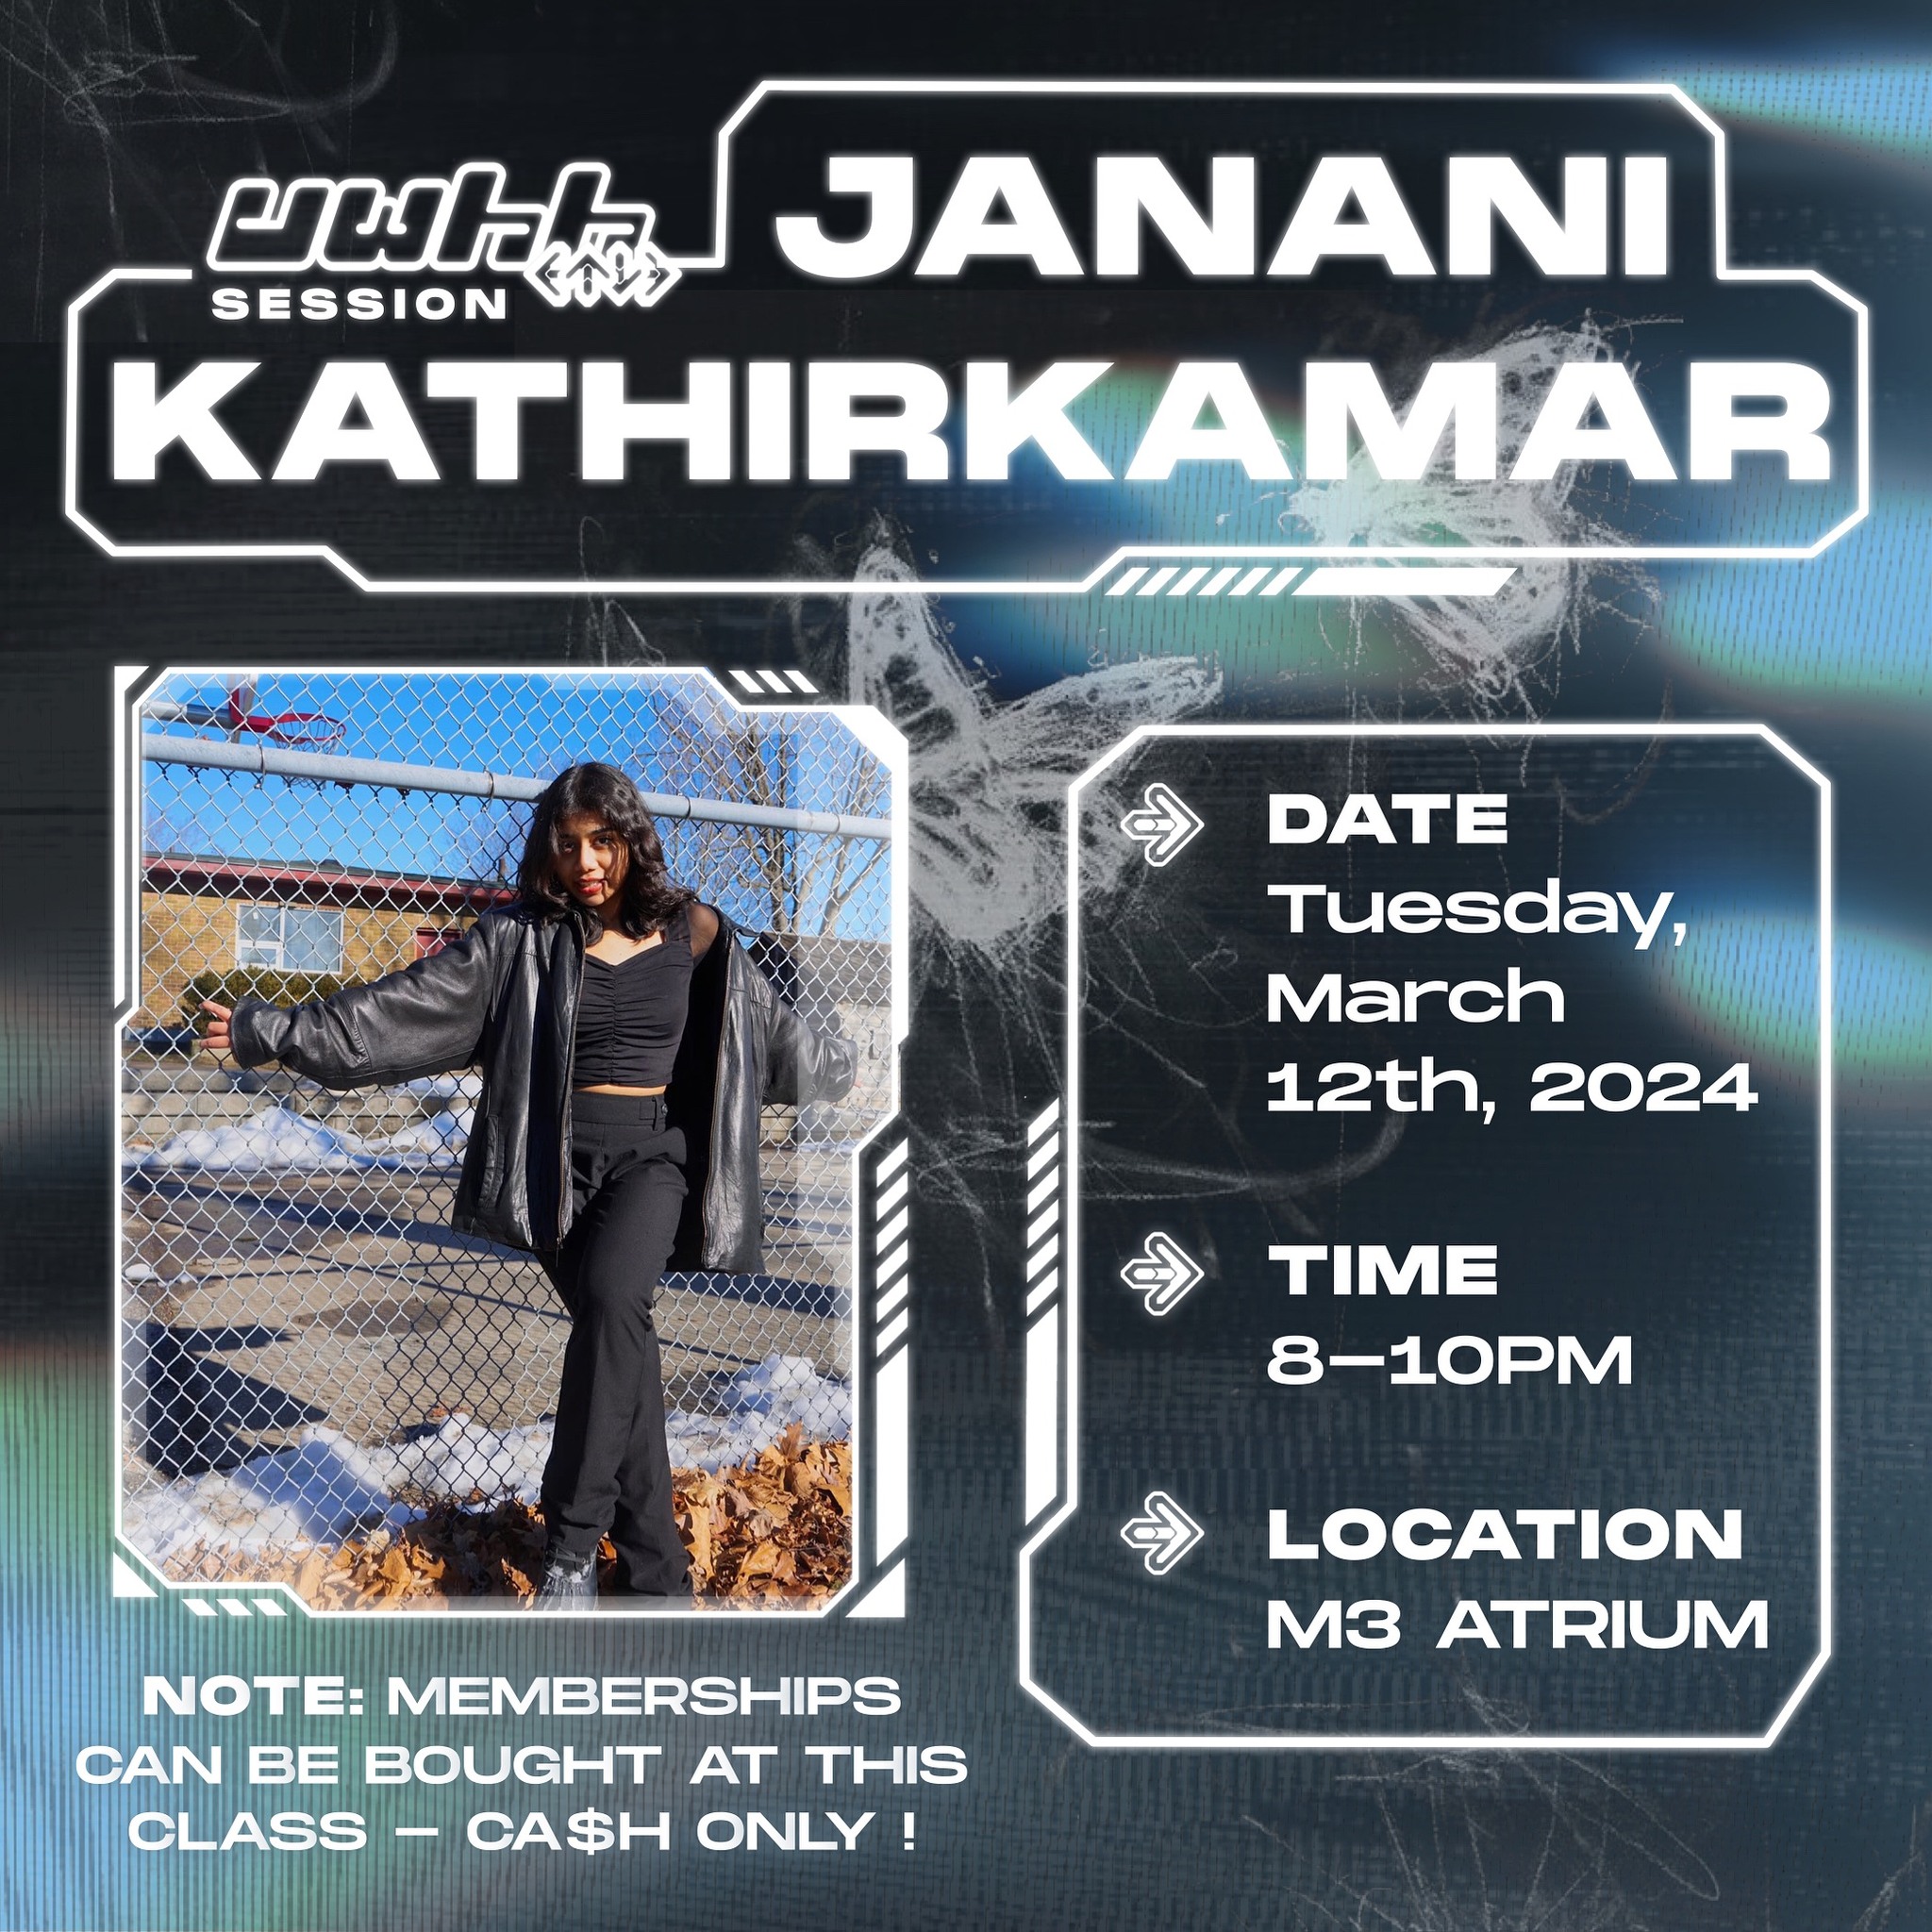 uwhh
SESSION
JANANI
KATHIRKAMAR
DATE
Tuesday,
March
12th, 2024
TIME
8–10PM
LOCATION
M3 ATRIUM
NOTE: MEMBERSHIPS
CAN BE BOUGHT AT THIS
CLASS – CA$H ONLY !